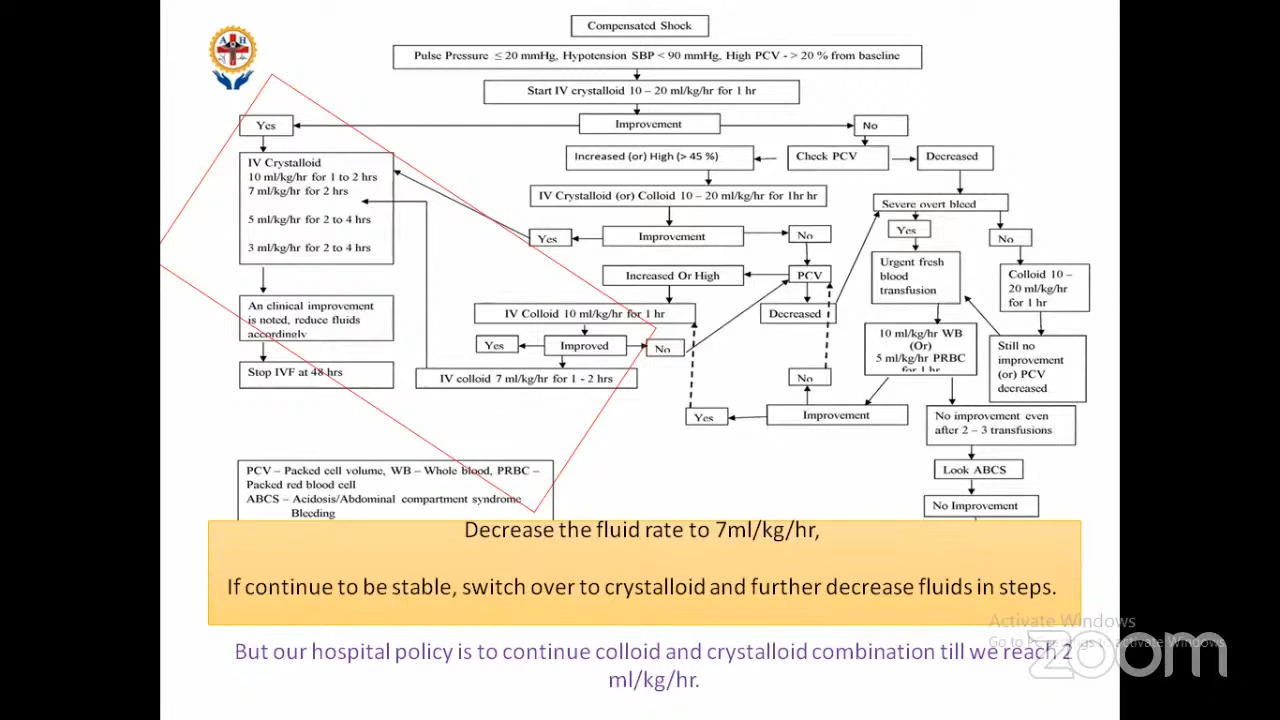 A H
Compensated Shock
Pulse Pressure ≤ 20 mmHg, Hypotension SBP < 90 mmHg, High PCV - > 20 % from baseline
Start IV crystalloid 10 – 20 ml/kg/hr for 1 hr
Yes
Improvement
No
IV Crystalloid
10 ml/kg/hr for 1 to 2 hrs
7 ml/kg/hr for 2 hrs
5 ml/kg/hr for 2 to 4 hrs
3 ml/kg/hr for 2 to 4 hrs
Increased (or) High (> 45 %)
Check PCV
Decreased
IV Crystalloid (or) Colloid 10 – 20 ml/kg/hr for 1hr hr
Severe overt bleed
Yes
Improvement
No
Yes
No
Increased Or High
PCV
Urgent fresh
blood
transfusion
Colloid 10 –
20 ml/kg/hr
for 1 hr
An clinical improvement
is noted, reduce fluids
accordingly
IV Colloid 10 ml/kg/hr for 1 hr
Decreased
Yes
Improved
No
10 ml/kg/hr WB
(Or)
5 ml/kg/hr PRBC
for 1 hr
Still no
improvement
(or) PCV
decreased
Stop IVF at 48 hrs
IV colloid 7 ml/kg/hr for 1 - 2 hrs
No
Yes
Improvement
No improvement even
after 2 – 3 transfusions
Look ABCS
No Improvement
PCV – Packed cell volume, WB – Whole blood, PRBC –
Packed red blood cell
ABCS – Acidosis/Abdominal compartment syndrome
Bleeding
Decrease the fluid rate to 7ml/kg/hr,
If continue to be stable, switch over to crystalloid and further decrease fluids in steps.
But our hospital policy is to continue colloid and crystalloid combination till we reach 2
ml/kg/hr.
Activate Windows
Go to activate Windows.
zoom